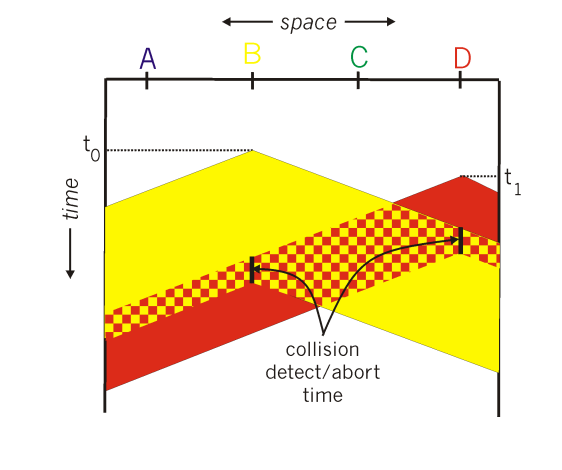 space
A B C D
t0
t1
time
collision
detect/abort
time